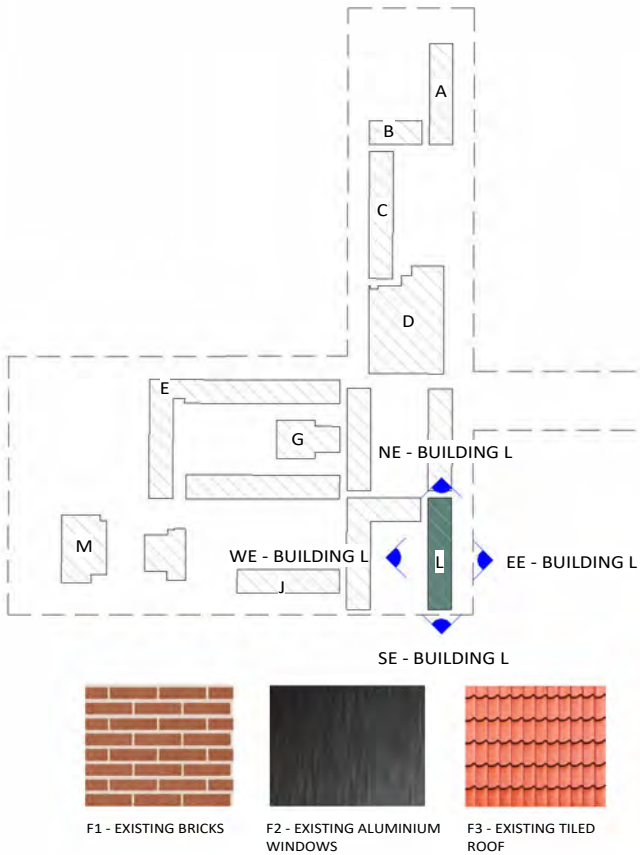 A
B
C
D
E
G
NE - BUILDING L
M
WE - BUILDING L
L
EE - BUILDING L
J
SE - BUILDING L
F1 - EXISTING BRICKS
F2 - EXISTING ALUMINIUM
WINDOWS
F3 - EXISTING TILED
ROOF